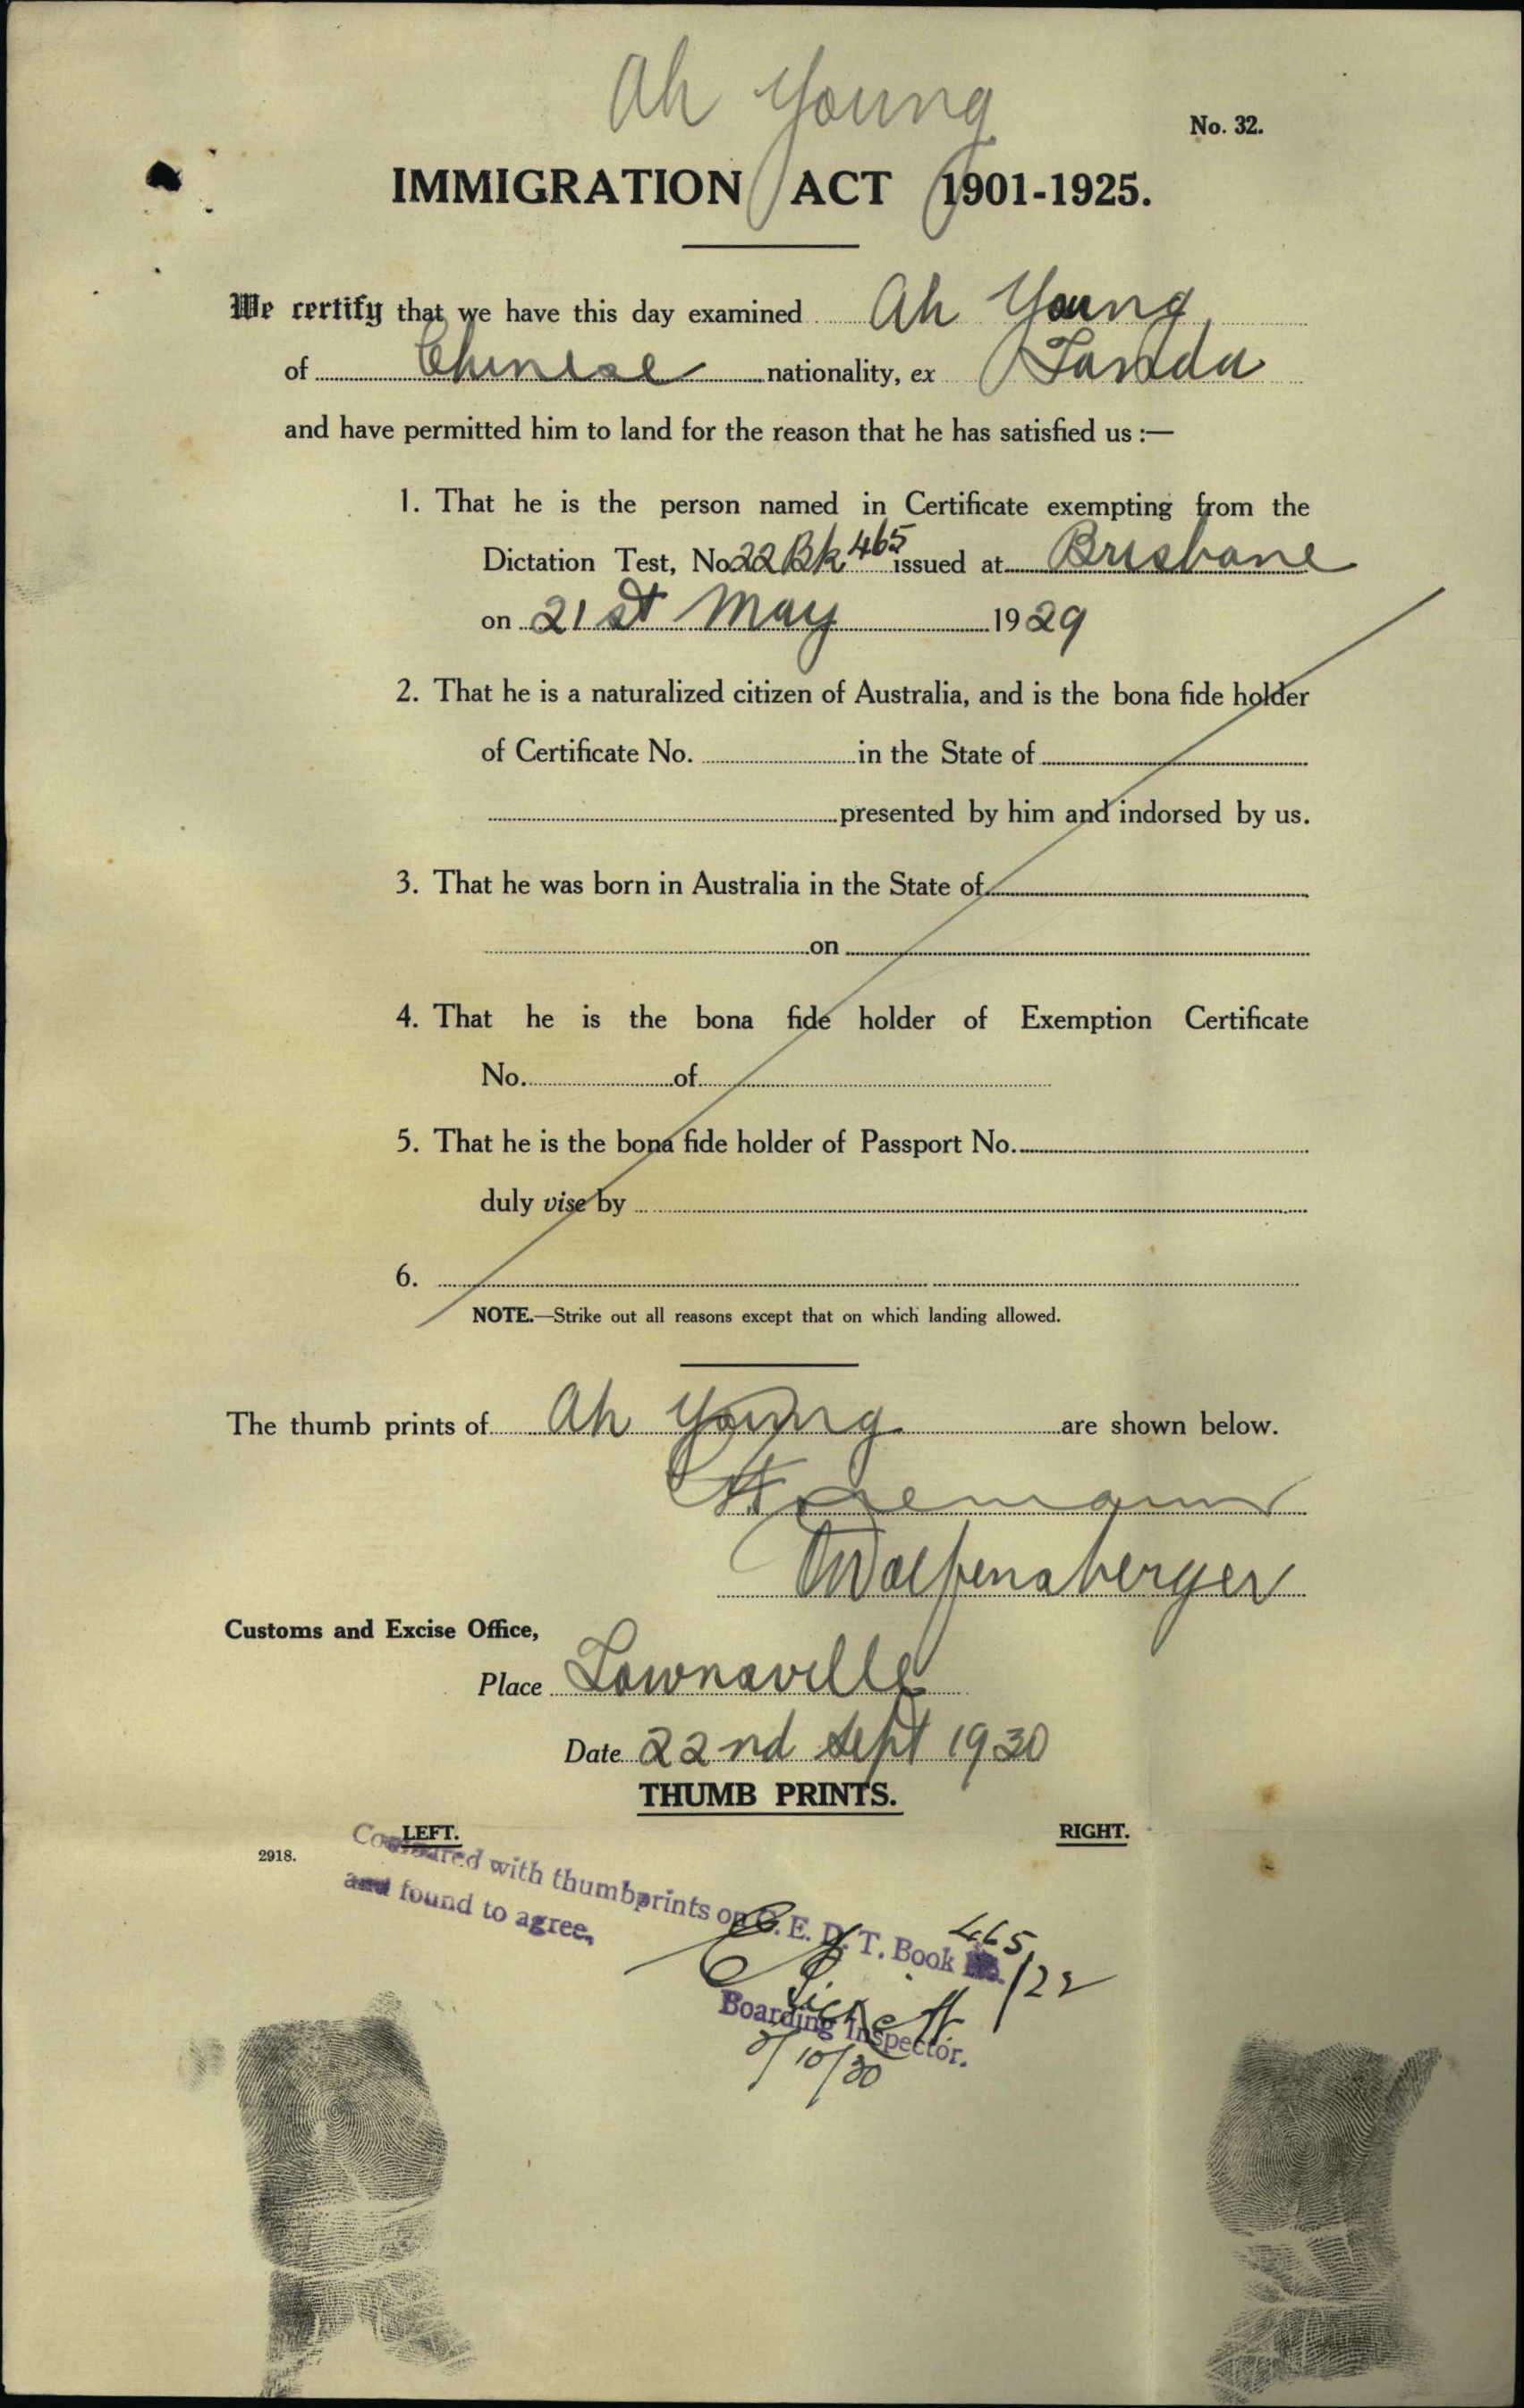 Ah Young
No. 32.
IMMIGRATION ACT 1901-1925.
We certify that we have this day examined Ah Young
of Chinese nationality, ex Tanda
and have permitted him to land for the reason that he has satisfied us :—
1. That he is the person named in Certificate exempting from the
Dictation Test, No. 22 Bk 465 issued at Brisbane
on 21st May 1929
2. That he is a naturalized citizen of Australia, and is the bona fide holder
of Certificate No. in the State of
presented by him and indorsed by us.
3. That he was born in Australia in the State of
on
4. That he is the bona fide holder of Exemption Certificate
No. of
5. That he is the bona fide holder of Passport No.
duly vise by
6.
NOTE.—Strike out all reasons except that on which landing allowed.
The thumb prints of Ah Young are shown below.
Wolfensberger
Customs and Excise Office,
Place Townsville
Date 22nd Sept 1930
THUMB PRINTS.
LEFT. RIGHT.
2918.
Compared with thumbprints on C. E. D. T. Book No. 465/22
and found to agree.
Boarding Inspector.
/10/30